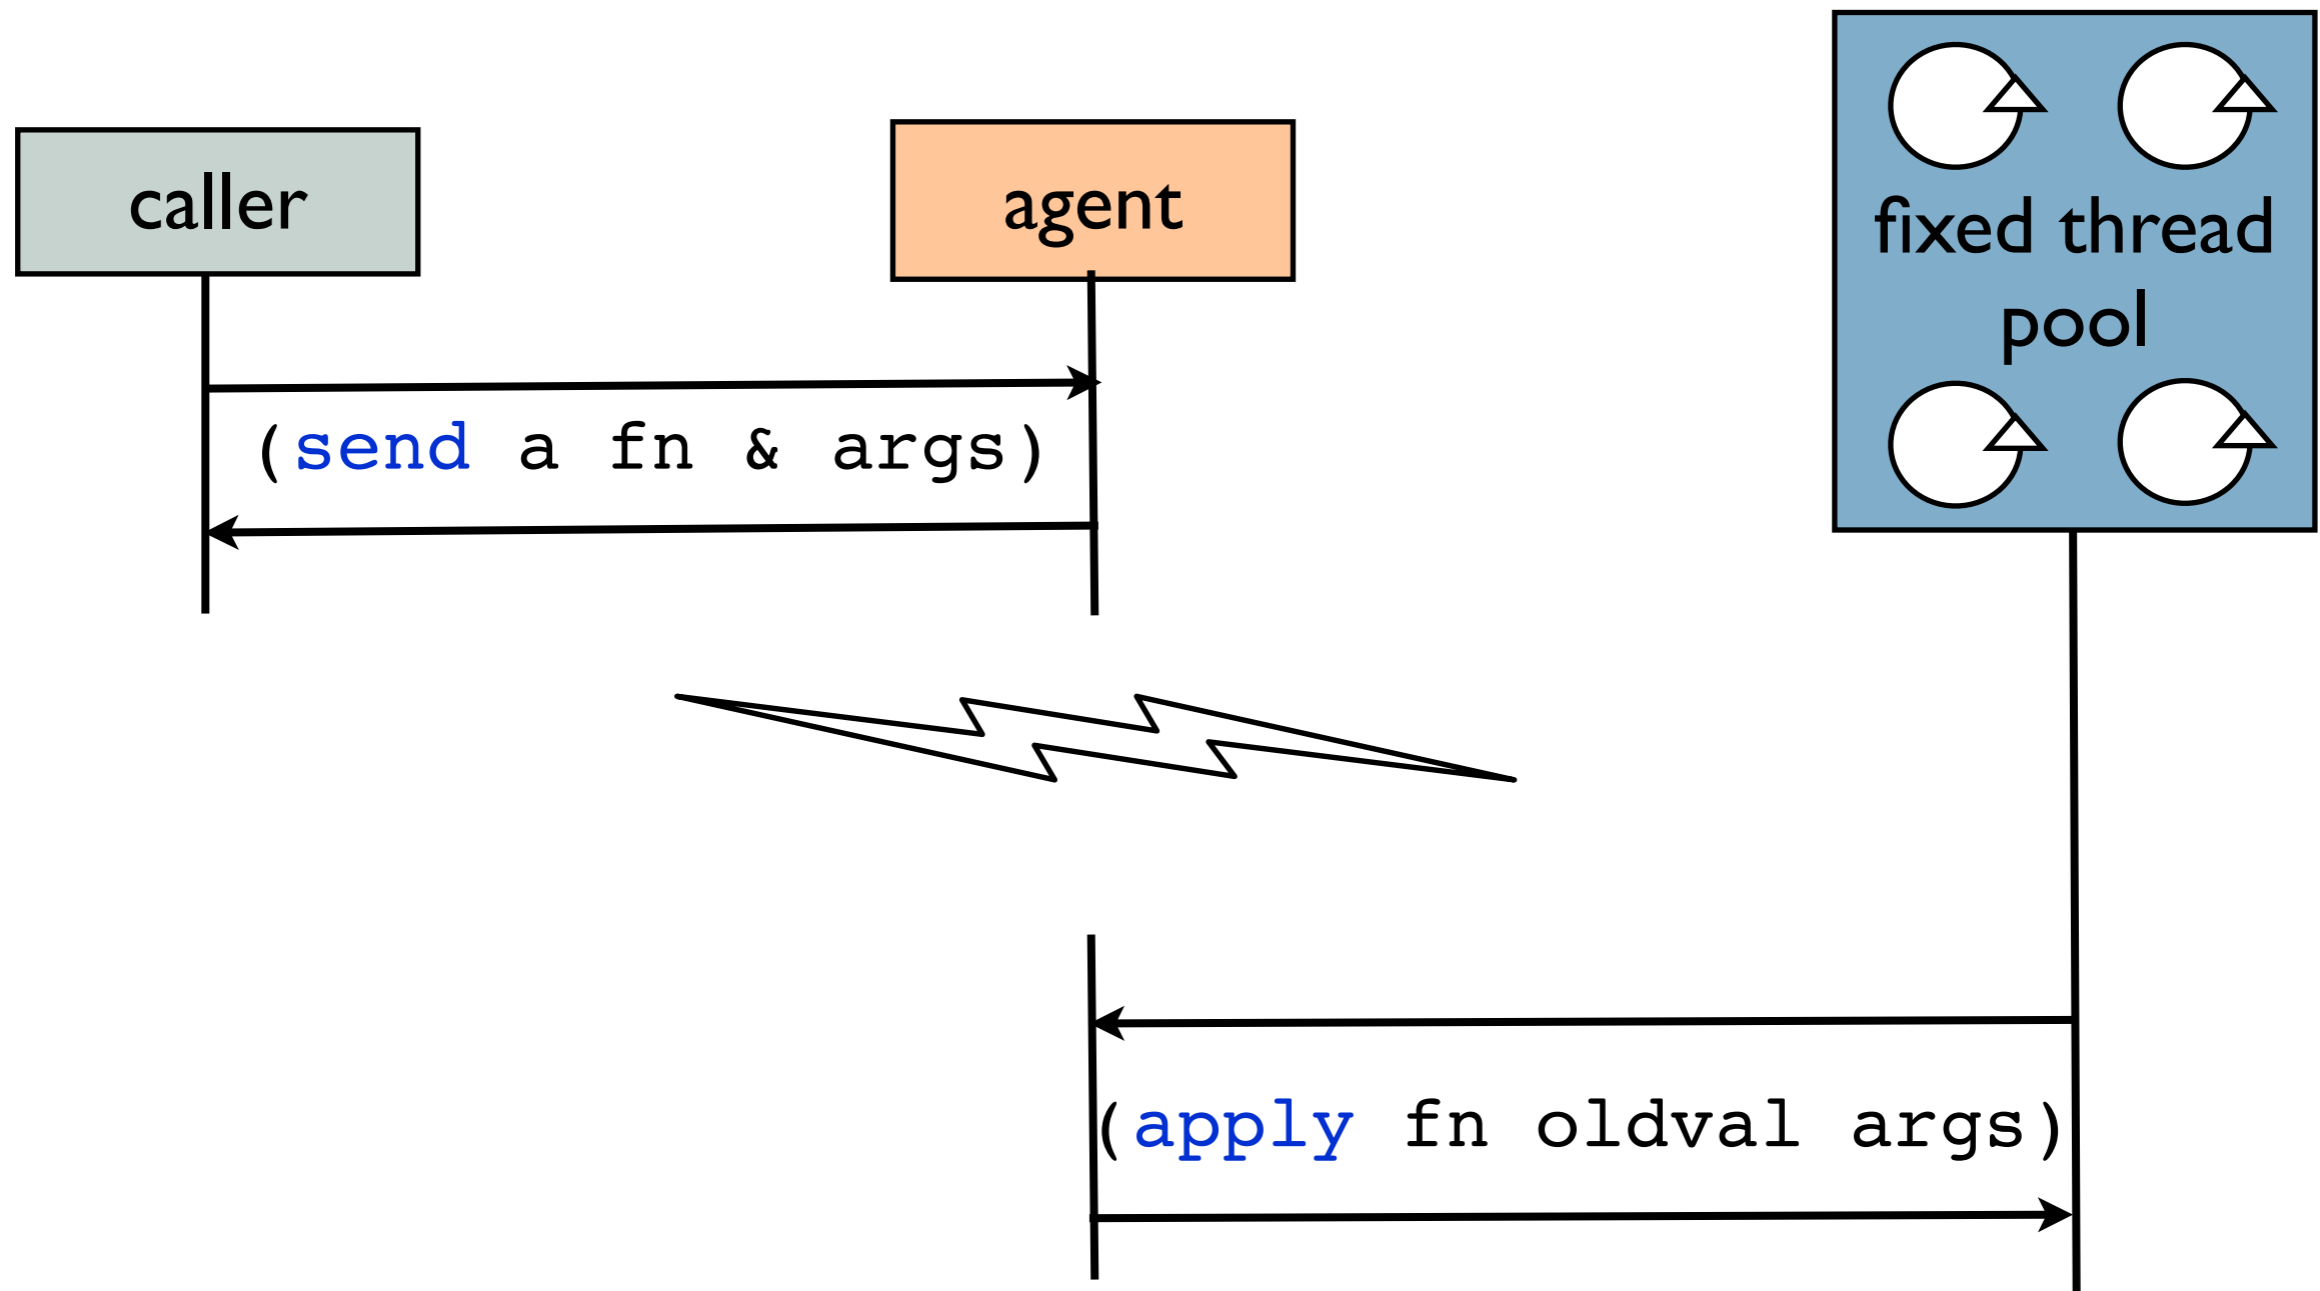 caller
agent
fixed thread
pool
(send a fn & args)
(apply fn oldval args)